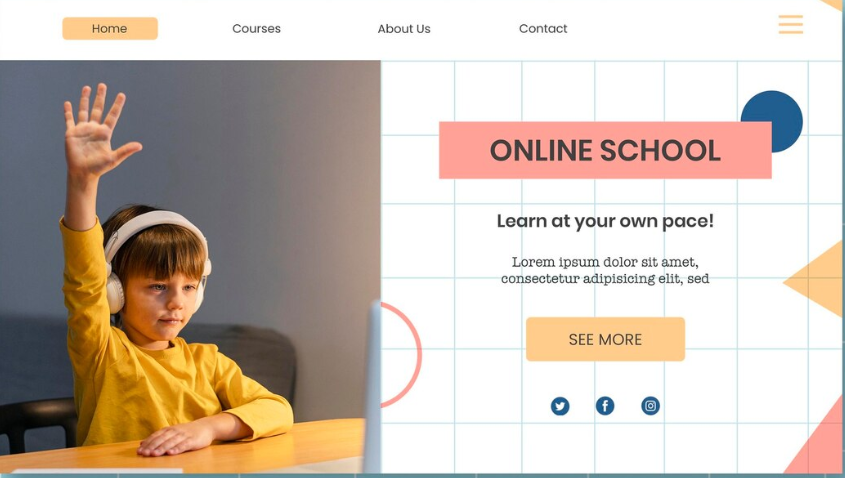 Home
Courses
About Us
Contact
ONLINE SCHOOL
Learn at your own pace!
Lorem ipsum dolor sit amet,
consectetur adipisicing elit, sed
SEE MORE